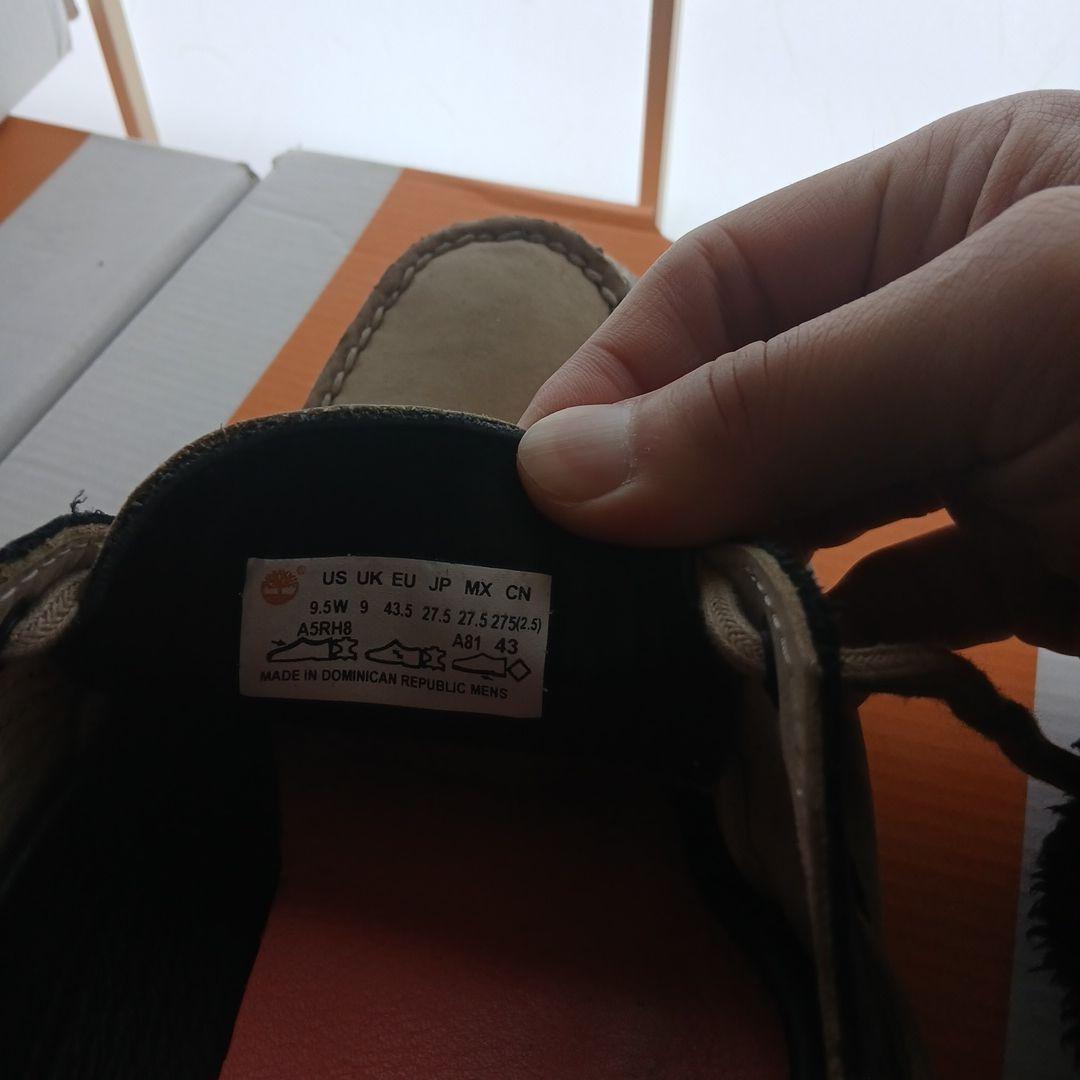 US UK EU JP MX CN
9.5W 9 43.5 27.5 27.5 275(2.5)
A5RH8 A81 43
MADE IN DOMINICAN REPUBLIC MENS